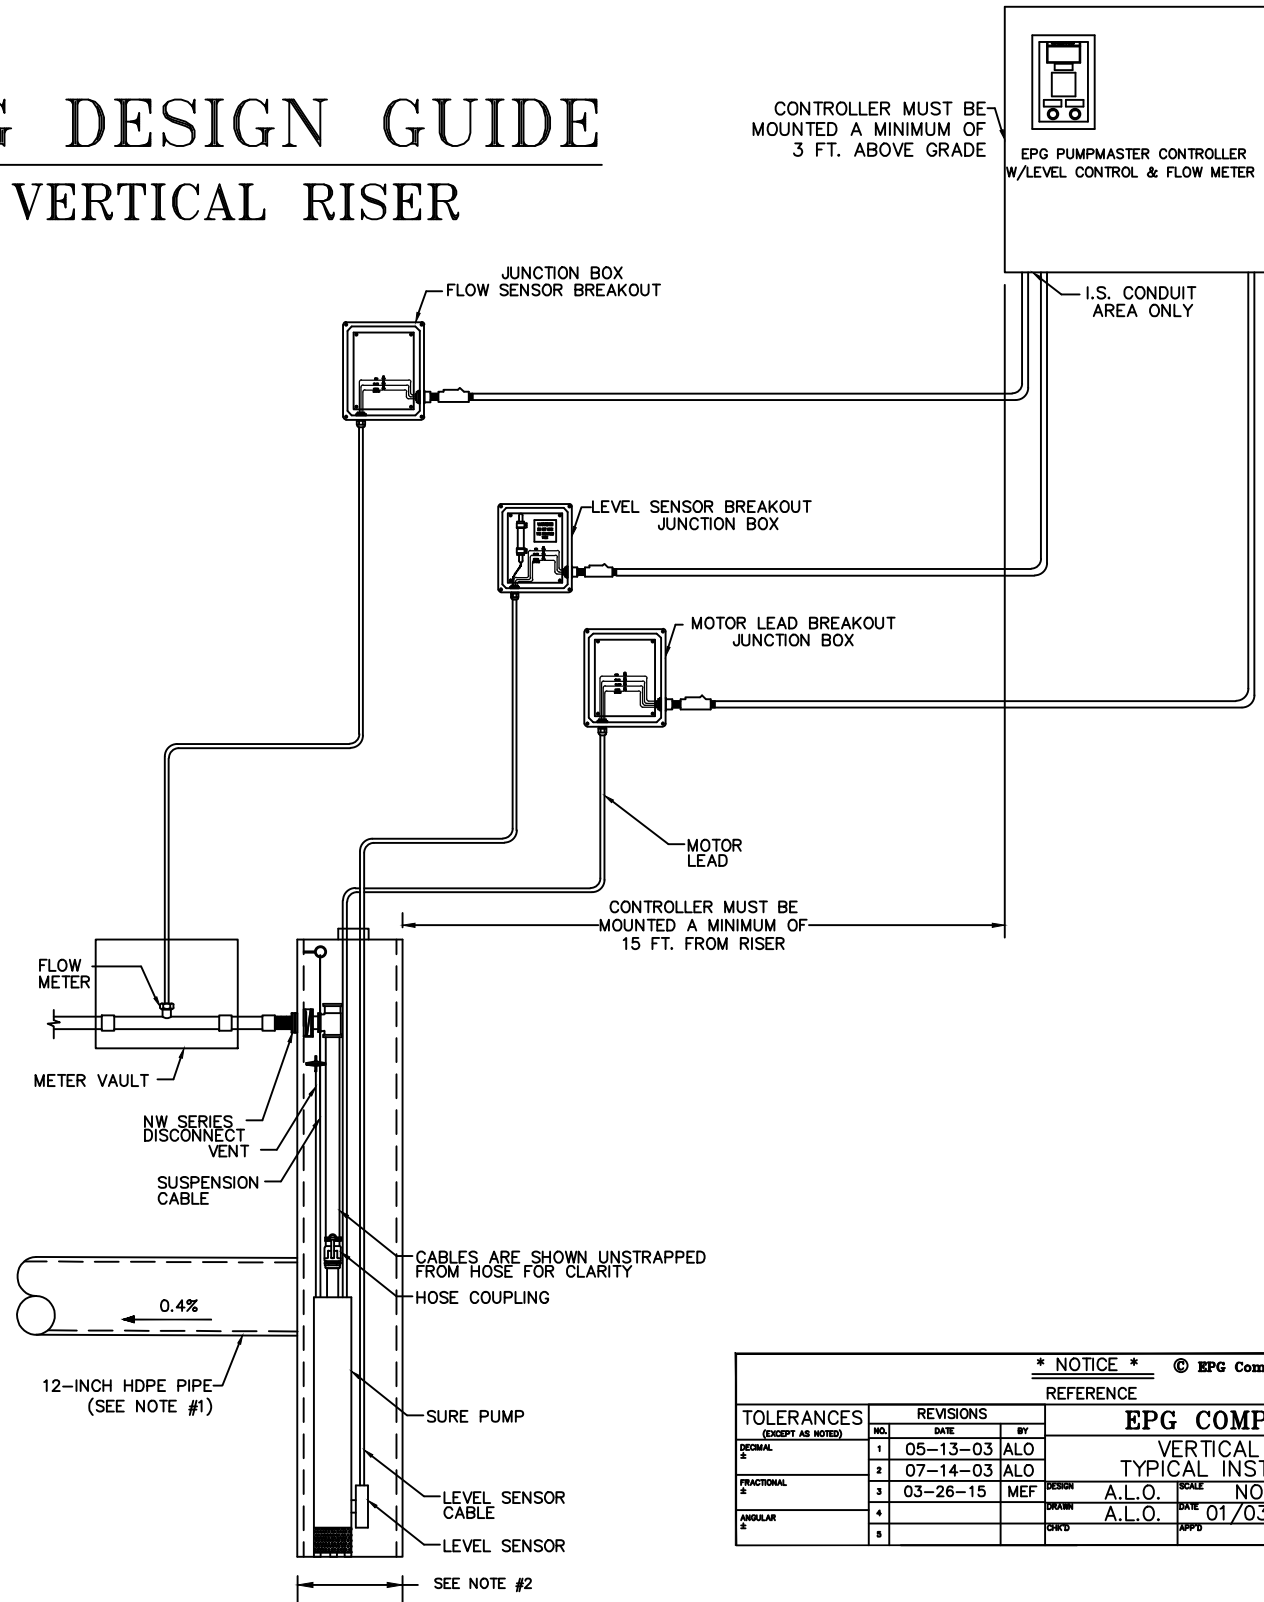 G DESIGN GUIDE
VERTICAL RISER
CONTROLLER MUST BE
MOUNTED A MINIMUM OF
3 FT. ABOVE GRADE
EPG PUMPMASTER CONTROLLER
W/LEVEL CONTROL & FLOW METER
JUNCTION BOX
FLOW SENSOR BREAKOUT
I.S. CONDUIT
AREA ONLY
LEVEL SENSOR BREAKOUT
JUNCTION BOX
MOTOR LEAD BREAKOUT
JUNCTION BOX
MOTOR
LEAD
CONTROLLER MUST BE
MOUNTED A MINIMUM OF
15 FT. FROM RISER
FLOW
METER
METER VAULT
NW SERIES
DISCONNECT
VENT
SUSPENSION
CABLE
CABLES ARE SHOWN UNSTRAPPED
FROM HOSE FOR CLARITY
HOSE COUPLING
0.4%
12-INCH HDPE PIPE
(SEE NOTE #1)
SURE PUMP
LEVEL SENSOR
CABLE
LEVEL SENSOR
SEE NOTE #2
* NOTICE * © EPG Com
REFERENCE
TOLERANCES
(EXCEPT AS NOTED)
DECIMAL
±
FRACTIONAL
±
ANGULAR
±
REVISIONS
NO. DATE BY
1 05-13-03 ALO
2 07-14-03 ALO
3 03-26-15 MEF
4
5
EPG COMP
VERTICAL
TYPICAL INST
DESIGN A.L.O. SCALE NO
DRAWN A.L.O. DATE 01/03
CHK'D APP'D